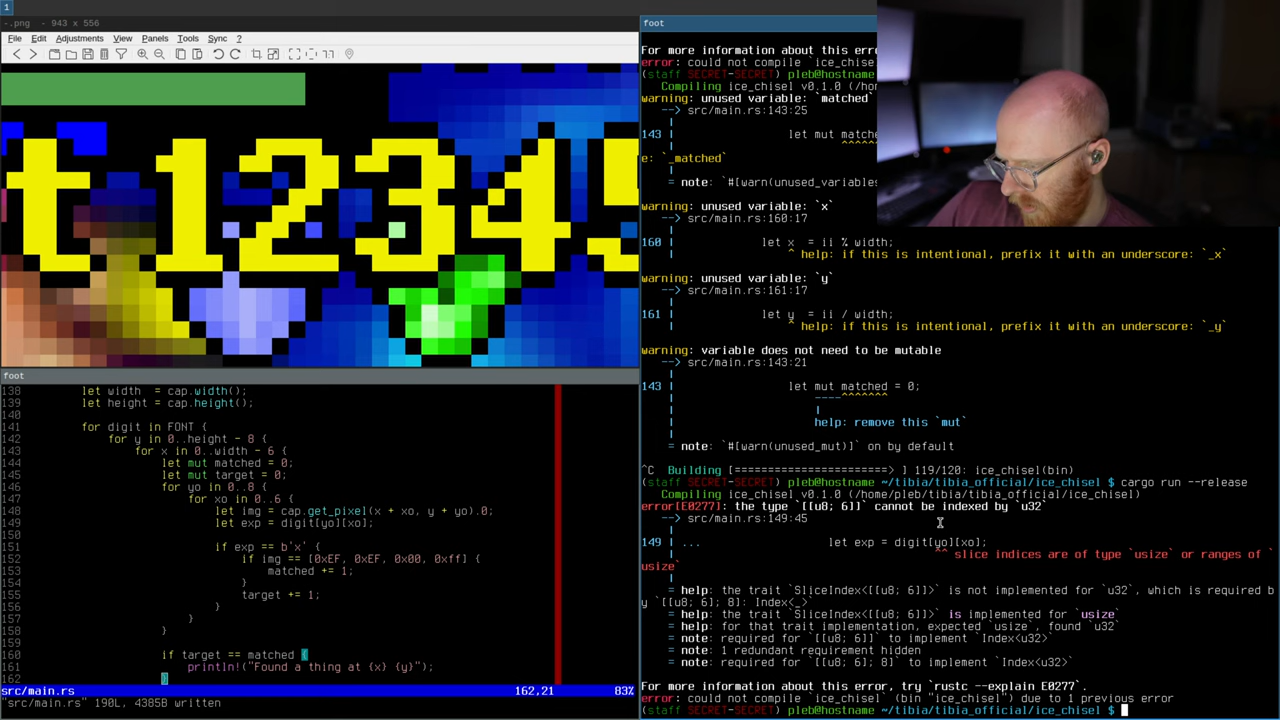 1
-.png - 943 x 556
File Edit Adjustments View Panels Tools Sync ?
t 1234
foot
138 let width = cap.width();
139 let height = cap.height();
140
141 for digit in FONT {
142 for y in 0..height - 8 {
143 for x in 0..width - 6 {
144 let mut matched = 0;
145 let mut target = 0;
146 for yo in 0..8 {
147 for xo in 0..6 {
148 let img = cap.get_pixel(x + xo, y + yo).0;
149 let exp = digit[yo][xo];
150
151 if exp == b'x' {
152 if img == [0xEF, 0xEF, 0x00, 0xff] {
153 matched += 1;
154 }
155 target += 1;
156 }
157 }
158 }
159
160 if target == matched {
161 println!("Found a thing at {x} {y}");
162 }
src/main.rs 162,21 83%
"src/main.rs" 190L, 4385B written
foot
For more information about this erro
error: could not compile `ice_chisel`
(staff SECRET-SECRET) pleb@hostname
Compiling ice_chisel v0.1.0 (/hom
warning: unused variable: `matched`
--> src/main.rs:143:25
143 | let mut matche
^^^^^^
e: `_matched`
= note: `#[warn(unused_variables
warning: unused variable: `x`
--> src/main.rs:160:17
160 | let x = ii % width;
^ help: if this is intentional, prefix it with an underscore: `_x`
warning: unused variable: `y`
--> src/main.rs:161:17
161 | let y = ii / width;
^ help: if this is intentional, prefix it with an underscore: `_y`
warning: variable does not need to be mutable
--> src/main.rs:143:21
143 | let mut matched = 0;
----^^^^^^^
help: remove this `mut`
= note: `#[warn(unused_mut)]` on by default
^C Building [=======================> ] 119/120: ice_chisel(bin)
(staff SECRET-SECRET) pleb@hostname ~/tibia/tibia_official/ice_chisel $ cargo run --release
Compiling ice_chisel v0.1.0 (/home/pleb/tibia/tibia_official/ice_chisel)
error[E0277]: the type `[[u8; 6]]` cannot be indexed by `u32`
--> src/main.rs:149:45
149 | ... let exp = digit[yo][xo];
^^ slice indices are of type `usize` or ranges of `
usize`
= help: the trait `SliceIndex<[[u8; 6]]>` is not implemented for `u32`, which is required b
y `[[u8; 6]; 8]: Index<_>`
= help: the trait `SliceIndex<[[u8; 6]]>` is implemented for `usize`
= help: for that trait implementation, expected `usize`, found `u32`
= note: required for `[[u8; 6]]` to implement `Index<u32>`
= note: 1 redundant requirement hidden
= note: required for `[[u8; 6]; 8]` to implement `Index<u32>`
For more information about this error, try `rustc --explain E0277`.
error: could not compile `ice_chisel` (bin "ice_chisel") due to 1 previous error
(staff SECRET-SECRET) pleb@hostname ~/tibia/tibia_official/ice_chisel $